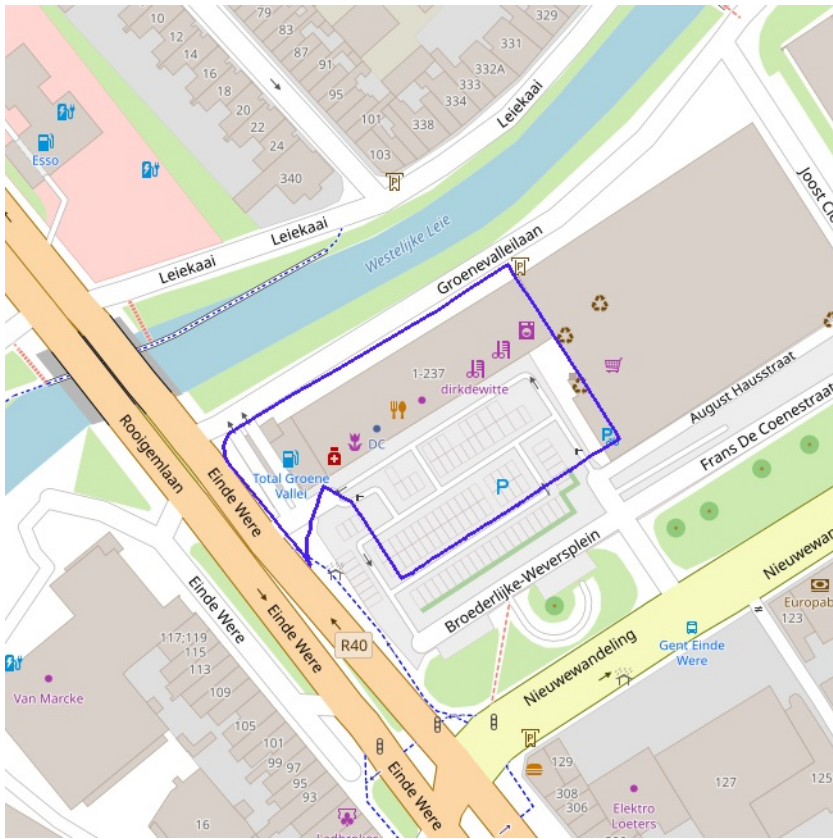 329
10
79
12
83
14
87
331
332A
91
16
333
95
334
18
101
338
20
103
22
Leiekaai
24
Esso
340
Joost
Leiekaai
Leiekaai
Westelijke Leie
Groenevalleilaan
1-237
dirkdewitte
DC
August Hausstraat
Frans De Coenestraat
Rooigemlaan
Einde Were
Total Groene
Vallei
P
Broederlijke-Weversplein
Nieuwewandeling
Europab
123
Einde Were
Einde Were
117;119
115
113
R40
Gent Einde
Were
Nieuwewandeling
Van Marcke
109
105
101
99
97
95
93
Einde Were
16
129
308
306
127
125
Elektro
Loeters